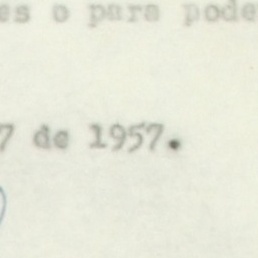 es o para pode
7 de 1957.